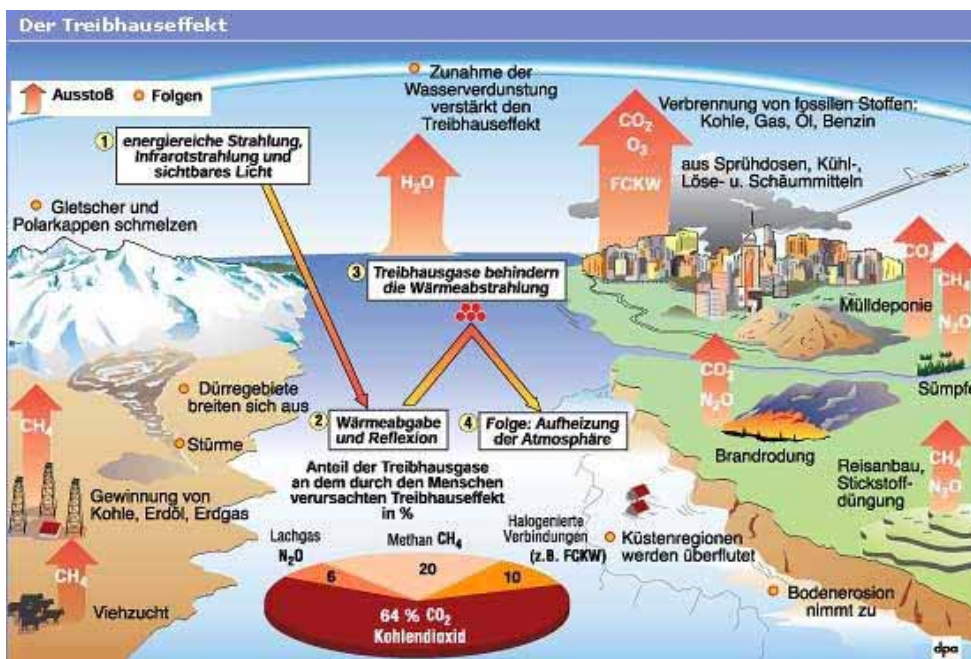 Der Treibhauseffekt
Ausstoß
Folgen
Zunahme der
Wasserverdunstung
verstärkt den
Treibhauseffekt
CO2
O3
FCKW
Verbrennung von fossilen Stoffen:
Kohle, Gas, Öl, Benzin
aus Sprühdosen, Kühl-,
Löse- u. Schäummitteln
1
energiereiche Strahlung,
Infrarotstrahlung und
sichtbares Licht
H2O
Gletscher und
Polarkappen schmelzen
3
Treibhausgase behindern
die Wärmeabstrahlung
CO2
CH4
N2O
Mülldeponie
Sümpfe
CO2
N2O
Dürregebiete
breiten sich aus
Stürme
CH4
2
Wärmeabgabe
und Reflexion
4
Folge: Aufheizung
der Atmosphäre
Brandrodung
Reisanbau,
Stickstoff-
düngung
CH4
N2O
Gewinnung von
Kohle, Erdöl, Erdgas
CH4
Viehzucht
Anteil der Treibhausgase
an dem durch den Menschen
verursachten Treibhauseffekt
in %
Lachgas
N2O
Methan CH4
Halogenierte
Verbindungen
(z.B. FCKW)
6
20
10
64 % CO2
Kohlendioxid
Küstenregionen
werden überflutet
Bodenerosion
nimmt zu
dpa